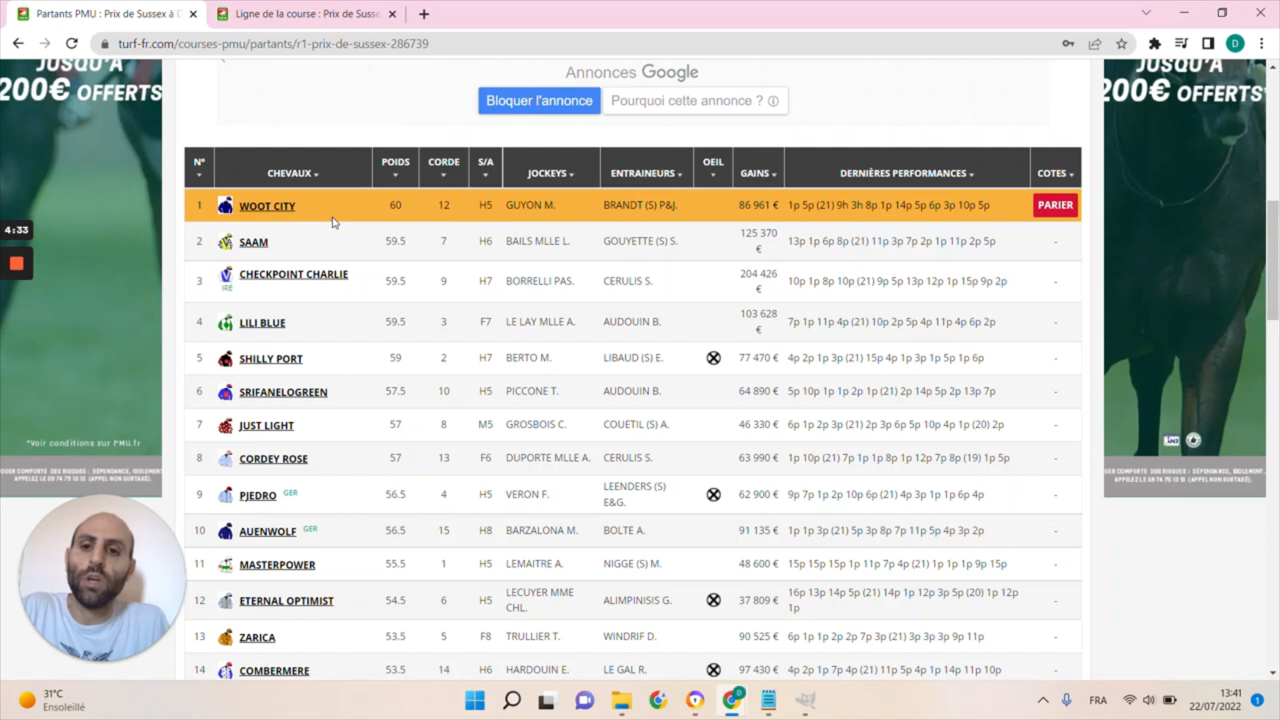 Partants PMU : Prix de Sussex à D
Ligne de la course : Prix de Susse
turf-fr.com/courses-pmu/partants/r1-prix-de-sussex-286739
JUSQU'À
200€ OFFERTS
*Voir conditions sur PMU.fr
APPELEZ LE 09 74 75 13 13 (APPEL NON SURTAXÉ).
4:33
Annonces Google
Bloquer l'annonce
Pourquoi cette annonce ?
JUSQU'À
200€ OFFERTS*
N° CHEVAUX POIDS CORDE S/A JOCKEYS ENTRAINEURS OEIL GAINS DERNIÈRES PERFORMANCES COTES
1 WOOT CITY 60 12 H5 GUYON M. BRANDT (S) P&J. 86 961 € 1p 5p (21) 9h 3h 8p 1p 14p 5p 6p 3p 10p 5p PARIER
2 SAAM 59.5 7 H6 BAILS MLLE L. GOUYETTE (S) S. 125 370 € 13p 1p 6p 8p (21) 11p 3p 7p 2p 1p 11p 2p 5p -
3 CHECKPOINT CHARLIE IRE 59.5 9 H7 BORRELLI PAS. CERULIS S. 204 426 € 10p 1p 8p 10p (21) 9p 5p 13p 12p 1p 15p 9p 2p -
4 LILI BLUE 59.5 3 F7 LE LAY MLLE A. AUDOUIN B. 103 628 € 7p 1p 11p 4p (21) 10p 2p 5p 4p 11p 4p 6p 2p -
5 SHILLY PORT 59 2 H7 BERTO M. LIBAUD (S) E. 77 470 € 4p 2p 1p 3p (21) 15p 4p 1p 3p 1p 5p 1p 6p -
6 SRIFANELOGREEN 57.5 10 H5 PICCONE T. AUDOUIN B. 64 890 € 5p 10p 1p 1p 2p 1p (21) 2p 14p 5p 2p 13p 7p -
7 JUST LIGHT 57 8 M5 GROSBOIS C. COUETIL (S) A. 46 330 € 6p 1p 2p 3p (21) 2p 3p 6p 5p 10p 4p 1p (20) 2p -
8 CORDEY ROSE 57 13 F6 DUPORTE MLLE A. CERULIS S. 63 990 € 1p 10p (21) 7p 1p 1p 8p 1p 12p 7p 8p (19) 1p 5p -
9 PJEDRO GER 56.5 4 H5 VERON F. LEENDERS (S) E&G. 62 900 € 9p 7p 1p 2p 10p 6p (21) 4p 3p 1p 1p 6p 4p -
10 AUENWOLF GER 56.5 15 H8 BARZALONA M. BOLTE A. 91 135 € 1p 1p 3p (21) 5p 3p 8p 7p 11p 5p 4p 3p 2p -
11 MASTERPOWER 55.5 1 H5 LEMAITRE A. NIGGE (S) M. 48 600 € 15p 15p 15p 1p 11p 7p 4p (21) 1p 1p 1p 9p 15p -
12 ETERNAL OPTIMIST 54.5 6 H5 LECUYER MME CHL. ALIMPINISIS G. 37 809 € 16p 13p 14p 5p (21) 14p 1p 12p 3p 5p (20) 1p 12p 1p -
13 ZARICA 53.5 5 F8 TRULLIER T. WINDRIF D. 90 525 € 6p 1p 1p 2p 2p 7p 3p (21) 3p 3p 3p 9p 11p -
14 COMBERMERE 53.5 14 H6 HARDOUIN E. LE GAL R. 97 430 € 4p 2p 1p 7p 4p (21) 11p 5p 4p 1p 14p 11p 10p -
31°C
Ensoleillé
FRA
13:41
22/07/2022
1